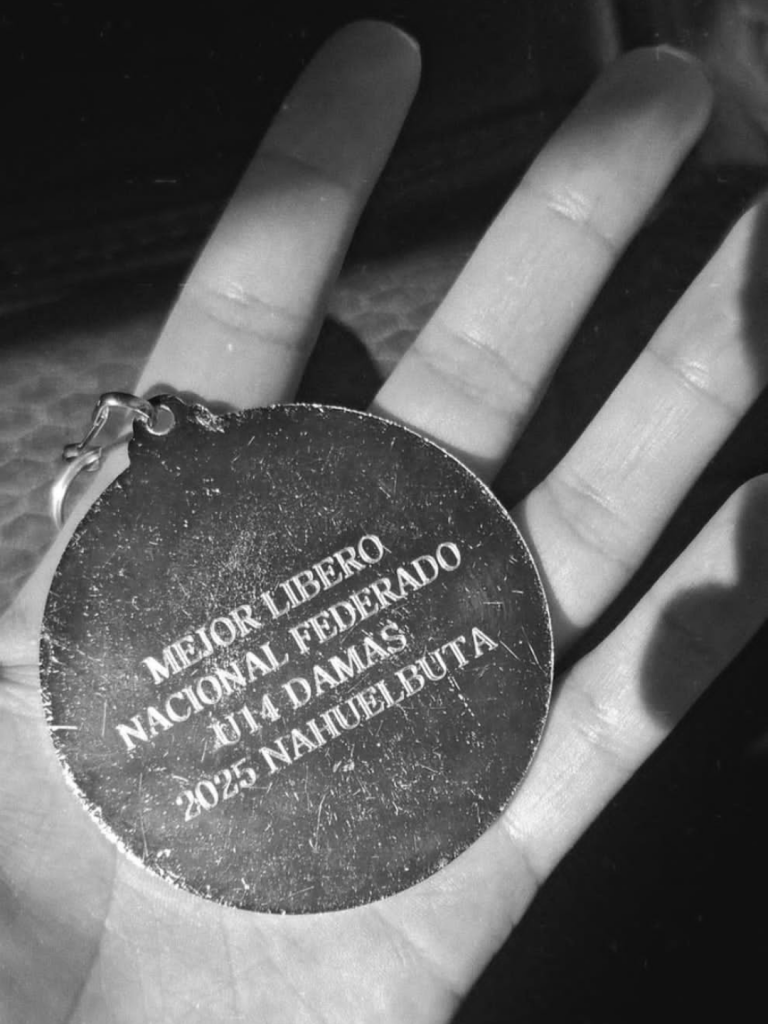 MEJOR LIBERO
NACIONAL FEDERADO
U14 DAMAS
2025 NAHUELBUTA